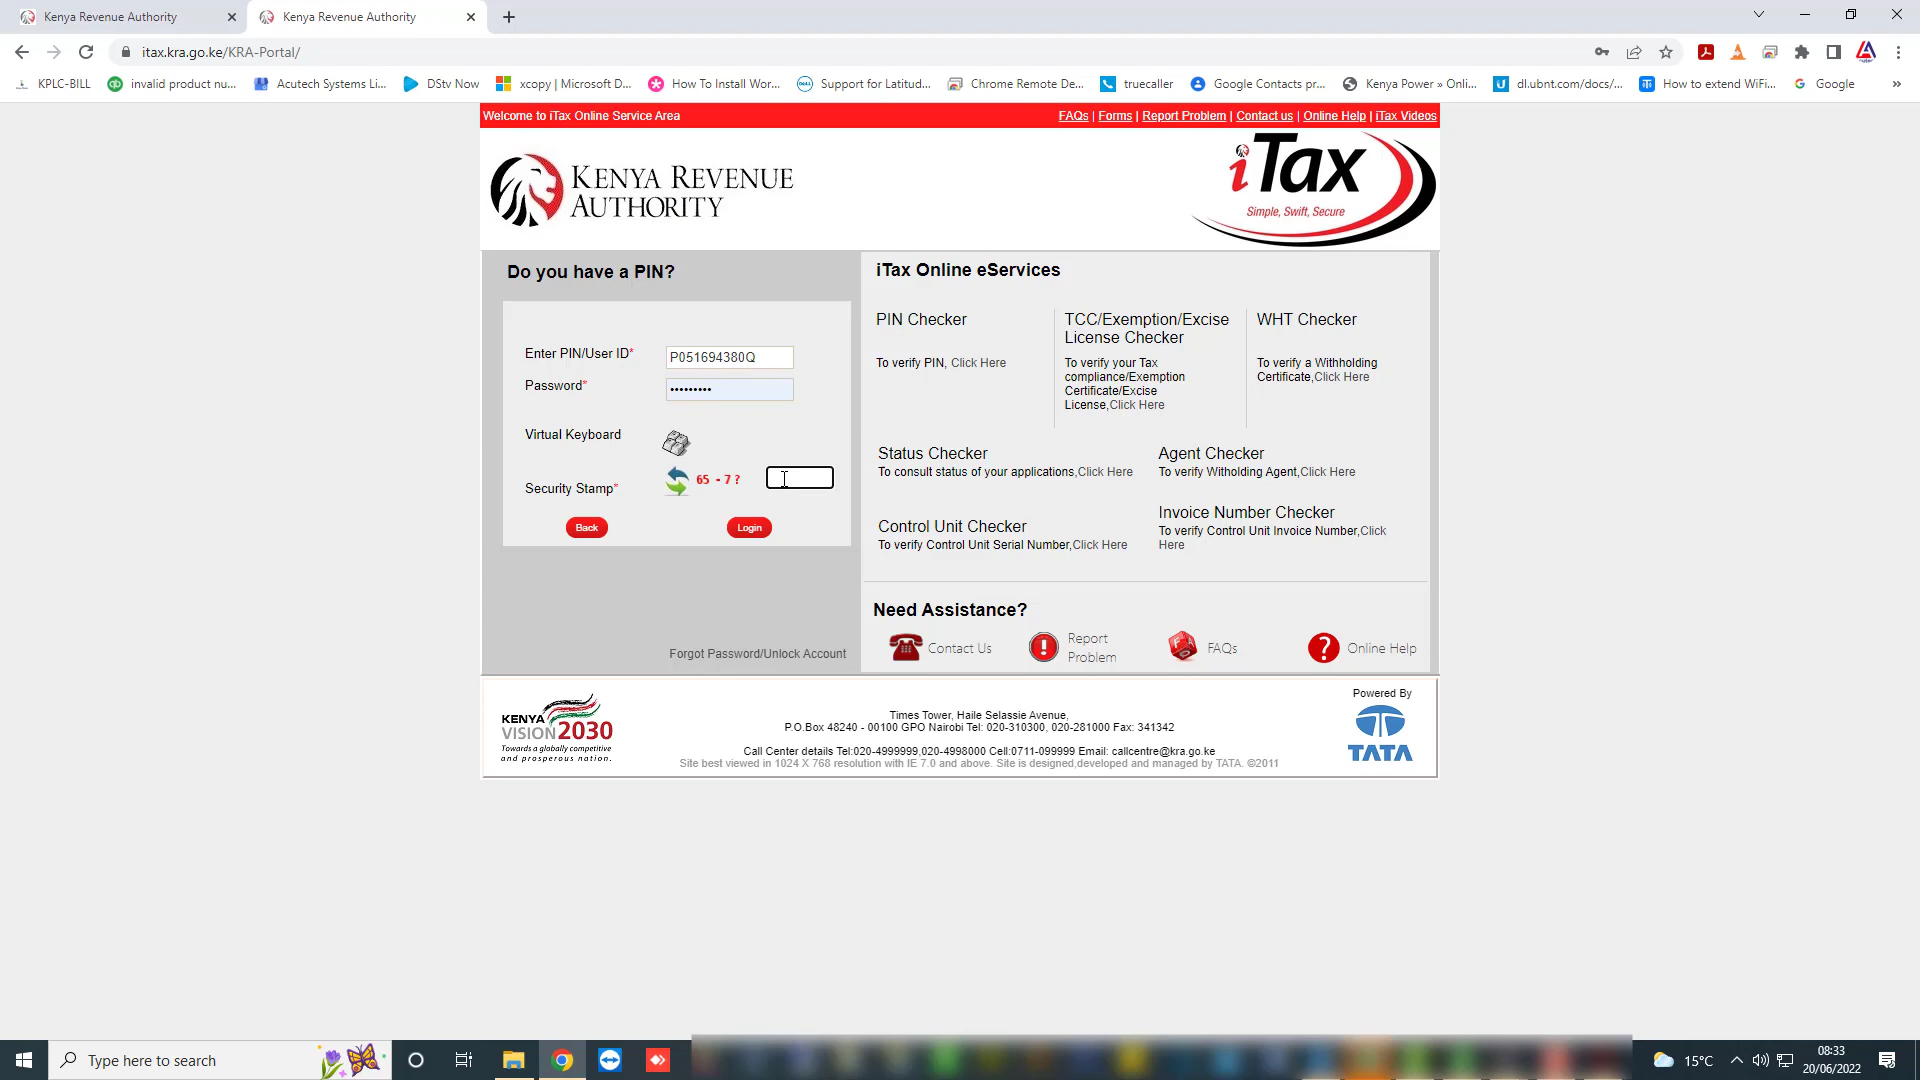 Kenya Revenue Authority
Kenya Revenue Authority
itax.kra.go.ke/KRA-Portal/
KPLC-BILL
invalid product nu...
Acutech Systems Li...
DStv Now
xcopy | Microsoft D...
How To Install Wor...
Support for Latitud...
Chrome Remote De...
truecaller
Google Contacts pr...
Kenya Power » Onli...
dl.ubnt.com/docs/...
How to extend WiFi...
Google
»
Welcome to iTax Online Service Area
FAQs | Forms | Report Problem | Contact us | Online Help | iTax Videos
KENYA REVENUE
AUTHORITY
iTax
Simple, Swift, Secure
Do you have a PIN?
Enter PIN/User ID*
P051694380Q
Password*
•••••••••
Virtual Keyboard
Security Stamp*
65 - 7 ?
Back
Login
Forgot Password/Unlock Account
iTax Online eServices
PIN Checker
To verify PIN, Click Here
TCC/Exemption/Excise
License Checker
To verify your Tax
compliance/Exemption
Certificate/Excise
License,Click Here
WHT Checker
To verify a Withholding
Certificate,Click Here
Status Checker
To consult status of your applications,Click Here
Agent Checker
To verify Witholding Agent,Click Here
Control Unit Checker
To verify Control Unit Serial Number,Click Here
Invoice Number Checker
To verify Control Unit Invoice Number,Click
Here
Need Assistance?
Contact Us
Report
Problem
FAQs
Online Help
KENYA
VISION 2030
Towards a globally competitive
and prosperous nation.
Times Tower, Haile Selassie Avenue,
P.O.Box 48240 - 00100 GPO Nairobi Tel: 020-310300, 020-281000 Fax: 341342
Call Center details Tel:020-4999999,020-4998000 Cell:0711-099999 Email: callcentre@kra.go.ke
Site best viewed in 1024 X 768 resolution with IE 7.0 and above. Site is designed,developed and managed by TATA. ©2011
Powered By
TATA
Type here to search
15°C
08:33
20/06/2022